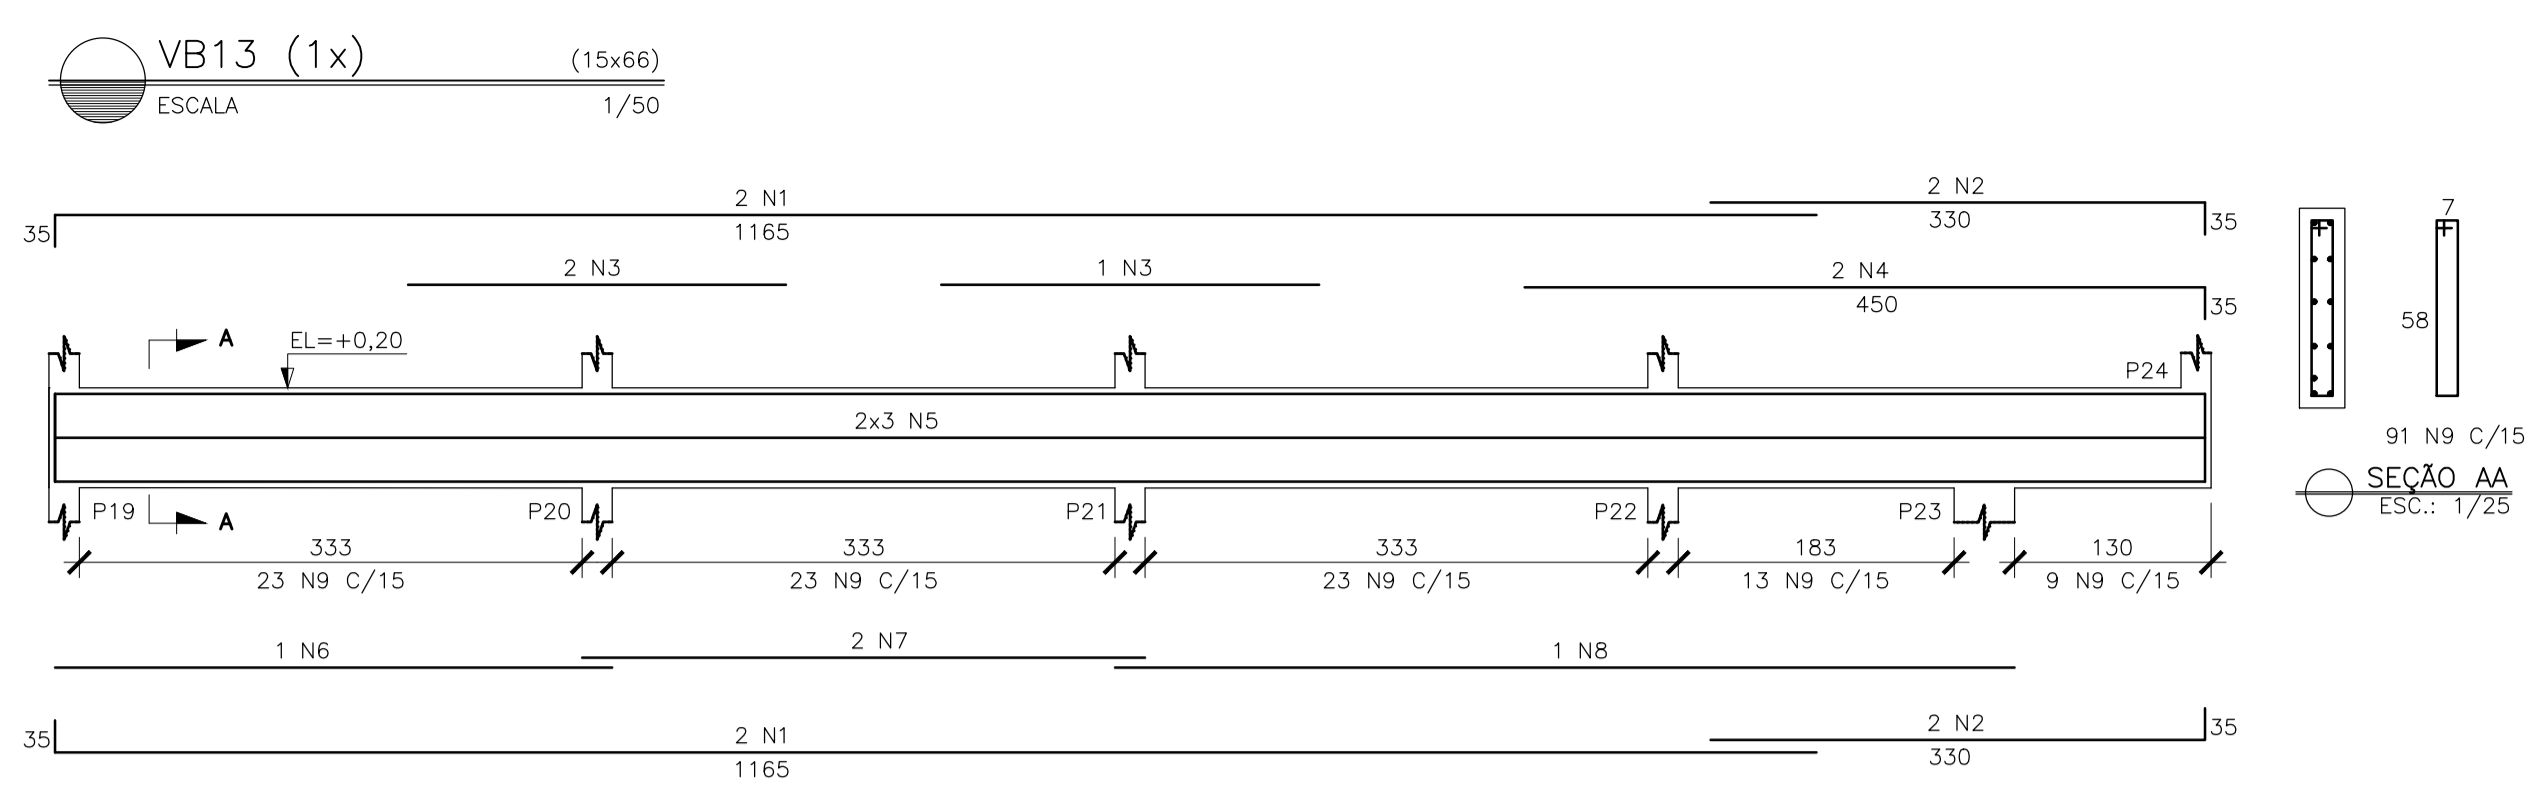 VB13 (1x) (15x66)
ESCALA 1/50
2 N1
1165
35
2 N2
330
35
2 N3
1 N3
2 N4
450
35
A
EL=+0,20
P24
2x3 N5
P19
A
P20
P21
P22
P23
333
333
333
183
130
23 N9 C/15
23 N9 C/15
23 N9 C/15
13 N9 C/15
9 N9 C/15
1 N6
2 N7
1 N8
35
2 N1
1165
2 N2
330
35
7
58
91 N9 C/15
SEÇÃO AA
ESC.: 1/25